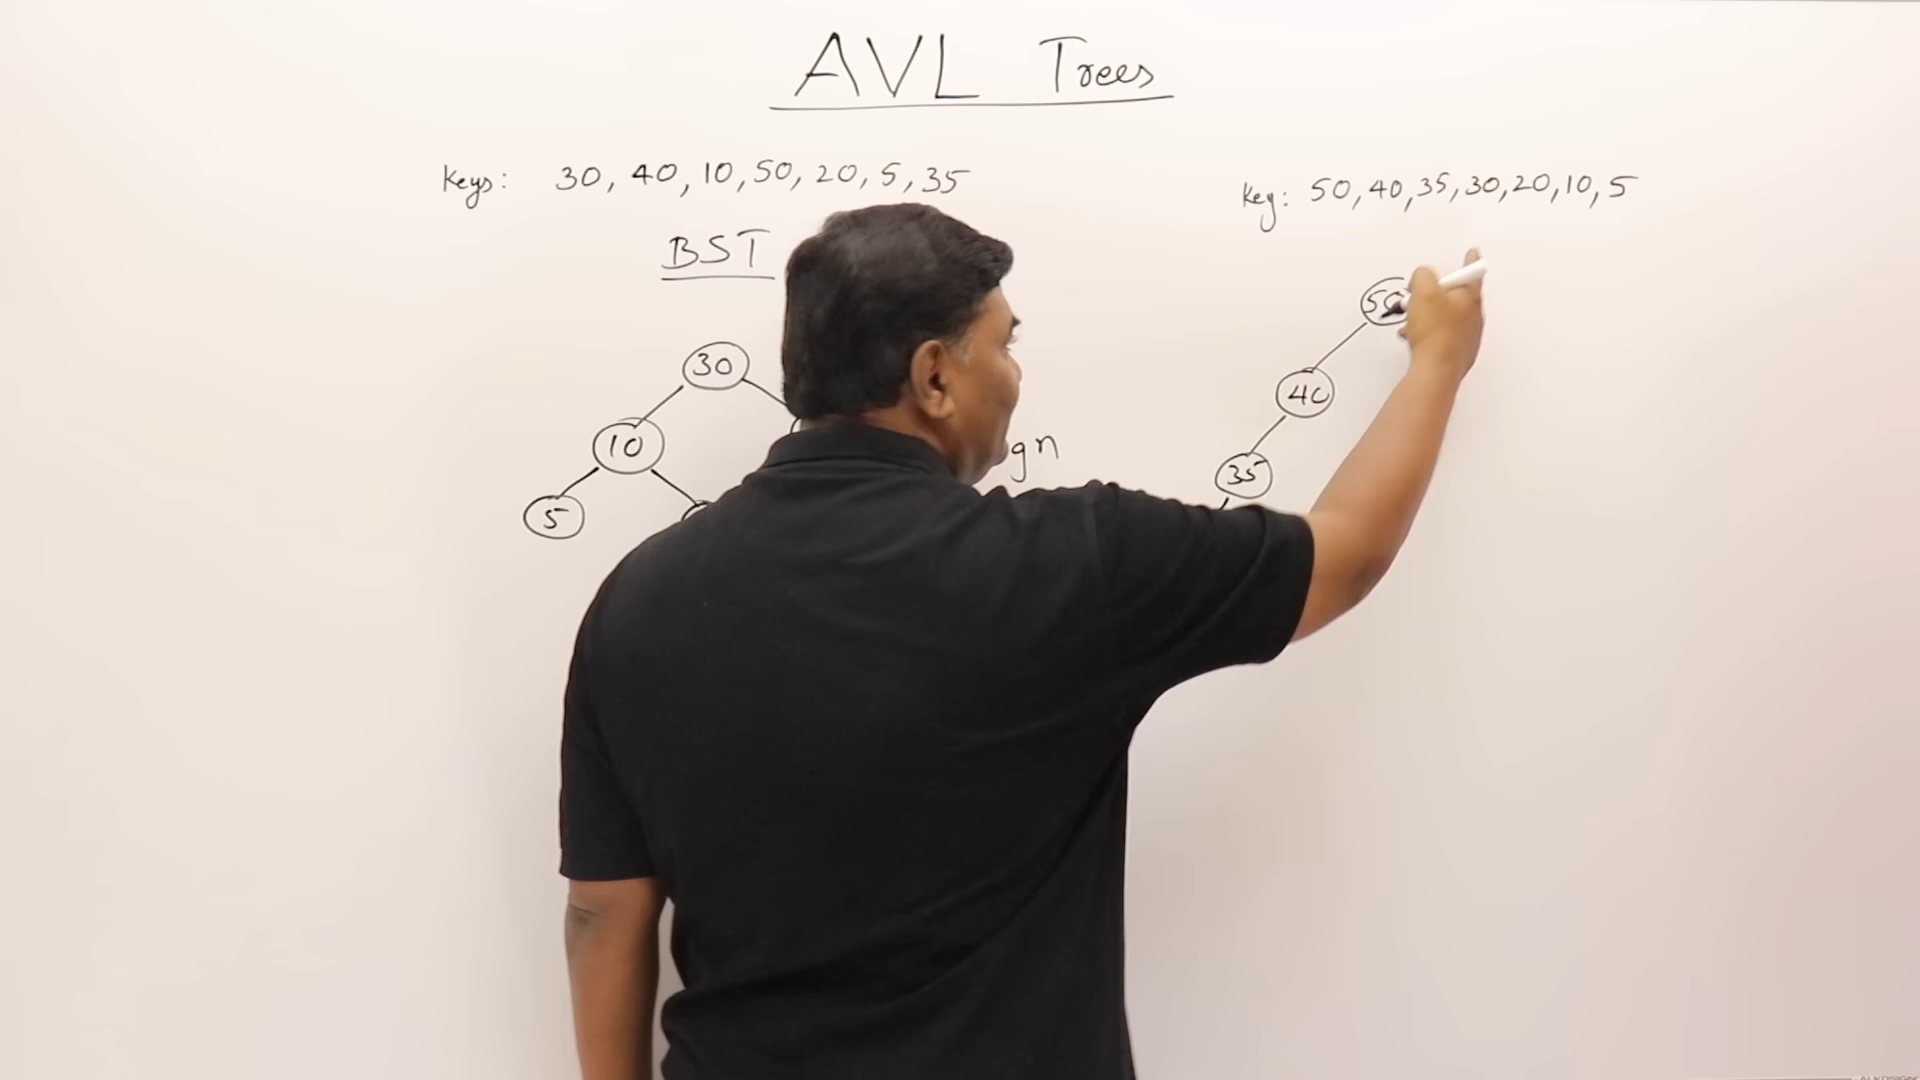 AVL Trees
Keys: 30, 40, 10, 50, 20, 5, 35
Key: 50, 40, 35, 30, 20, 10, 5
BST
30
10
5
gn
50
40
35